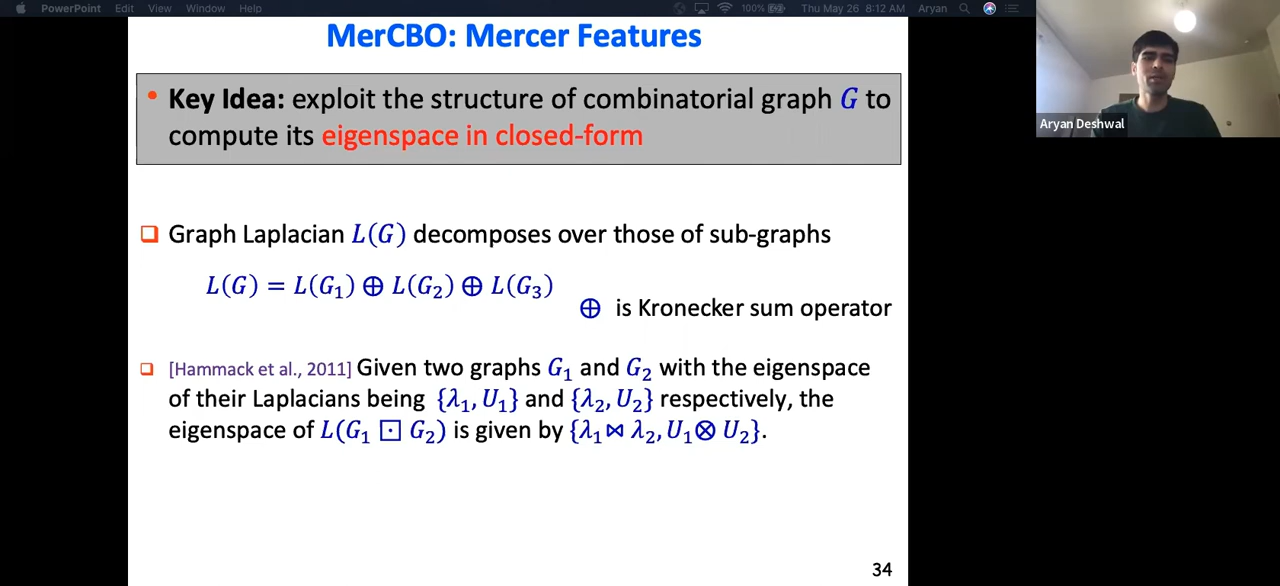 PowerPoint Edit View Window Help 100% Thu May 26 8:12 AM Aryan
MerCBO: Mercer Features
• Key Idea: exploit the structure of combinatorial graph G to
compute its eigenspace in closed-form
Aryan Deshwal
❑ Graph Laplacian L(G) decomposes over those of sub-graphs
L(G) = L(G₁) ⊕ L(G₂) ⊕ L(G₃)
⊕ is Kronecker sum operator
❑ [Hammack et al., 2011] Given two graphs G₁ and G₂ with the eigenspace
of their Laplacians being {λ₁, U₁} and {λ₂, U₂} respectively, the
eigenspace of L(G₁ ⊡ G₂) is given by {λ₁ ⋈ λ₂, U₁ ⊗ U₂}.
34